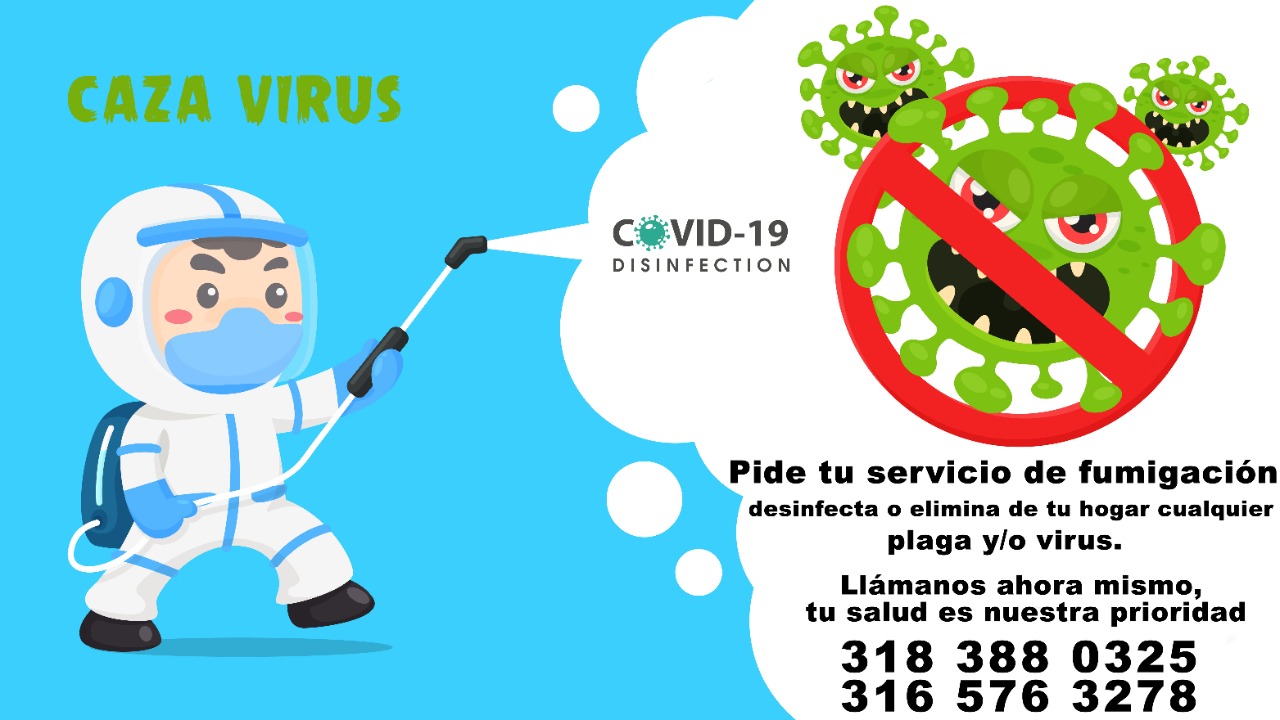 CAZA VIRUS
COVID-19
DISINFECTION
Pide tu servicio de fumigación
desinfecta o elimina de tu hogar cualquier
plaga y/o virus.
Llámanos ahora mismo,
tu salud es nuestra prioridad
318 388 0325
316 576 3278